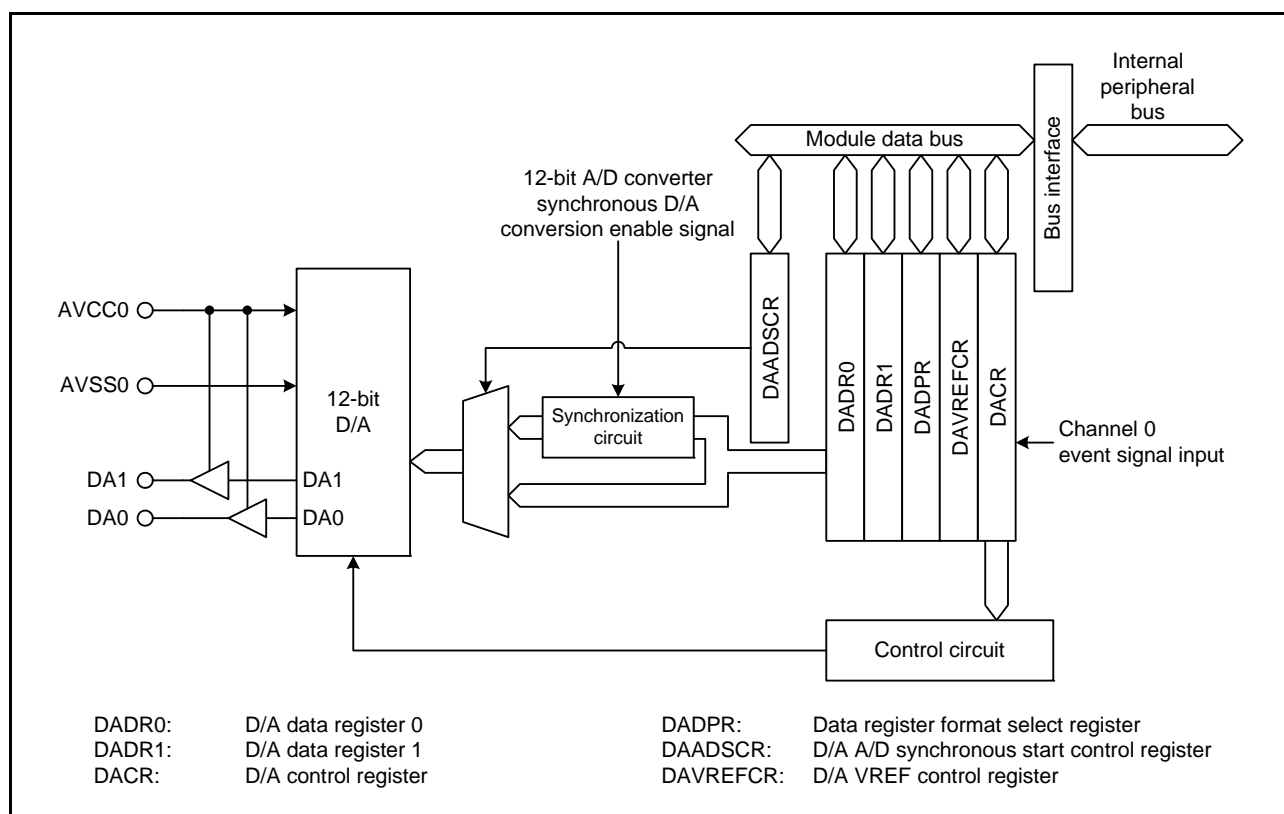 Internal
peripheral
bus
Module data bus
Bus interface
12-bit A/D converter
synchronous D/A
conversion enable signal
AVCC0
AVSS0
DA1
DA0
12-bit
D/A
DA1
DA0
Synchronization
circuit
DAADSCR
DADR0
DADR1
DADPR
DAVREFCR
DACR
Channel 0
event signal input
Control circuit
DADR0: D/A data register 0
DADR1: D/A data register 1
DACR: D/A control register
DADPR: Data register format select register
DAADSCR: D/A A/D synchronous start control register
DAVREFCR: D/A VREF control register